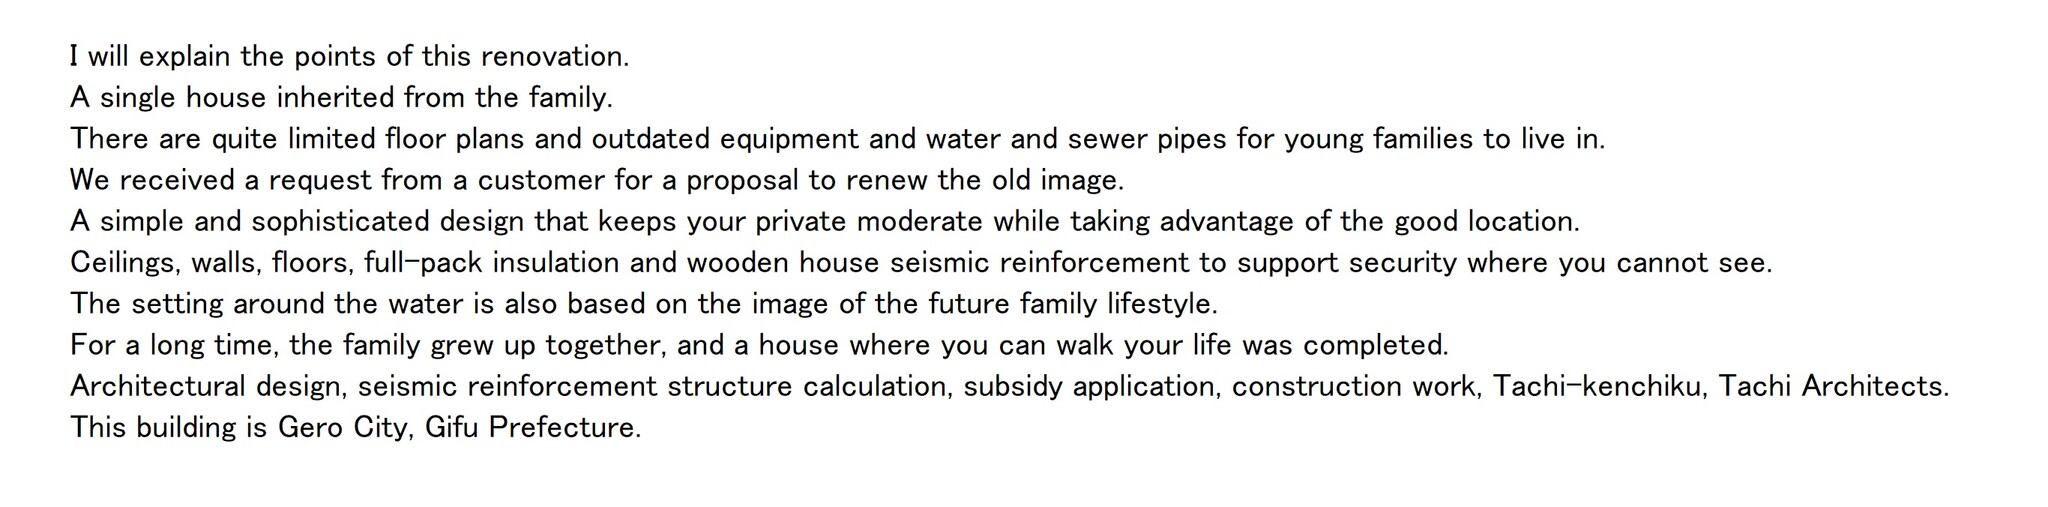 I will explain the points of this renovation.
A single house inherited from the family.
There are quite limited floor plans and outdated equipment and water and sewer pipes for young families to live in.
We received a request from a customer for a proposal to renew the old image.
A simple and sophisticated design that keeps your private moderate while taking advantage of the good location.
Ceilings, walls, floors, full-pack insulation and wooden house seismic reinforcement to support security where you cannot see.
The setting around the water is also based on the image of the future family lifestyle.
For a long time, the family grew up together, and a house where you can walk your life was completed.
Architectural design, seismic reinforcement structure calculation, subsidy application, construction work, Tachi-kenchiku, Tachi Architects.
This building is Gero City, Gifu Prefecture.